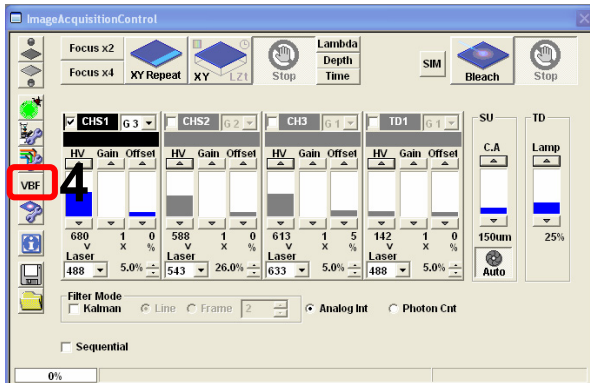 ImageAcquisitionControl
Focus x2
Focus x4
XY Repeat
XY
LZt
Stop
Lambda
Depth
Time
SIM
Bleach
Stop
CHS1 G 3
CHS2 G 2
CH3 G 1
TD1 G 1
SU
TD
HV Gain Offset
HV Gain Offset
HV Gain Offset
HV Gain Offset
C.A
Lamp
VBF
4
680 1 0
V X %
588 1 0
V X %
613 1 5
V X %
142 1 0
V X %
150um
25%
Laser
488 5.0%
Laser
543 26.0%
Laser
633 5.0%
Laser
488 5.0%
Auto
Filter Mode
Kalman Line Frame 2 Analog Int Photon Cnt
Sequential
0%